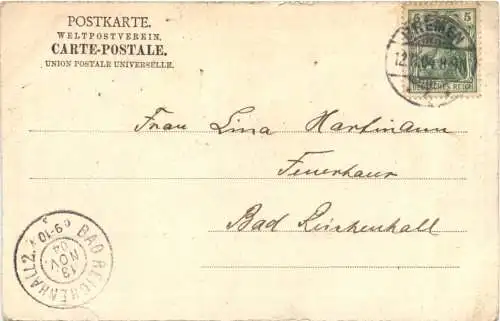 POSTKARTE.
WELTPOSTVEREIN.
CARTE-POSTALE.
UNION POSTALE UNIVERSELLE.
5 5
DEUTSCHES REICH
BREMEN
Frau Lina Hartmann
Feuerhaus
Bad Reichenhall
BAD REICHENHALL 2.
13
NOV.
04